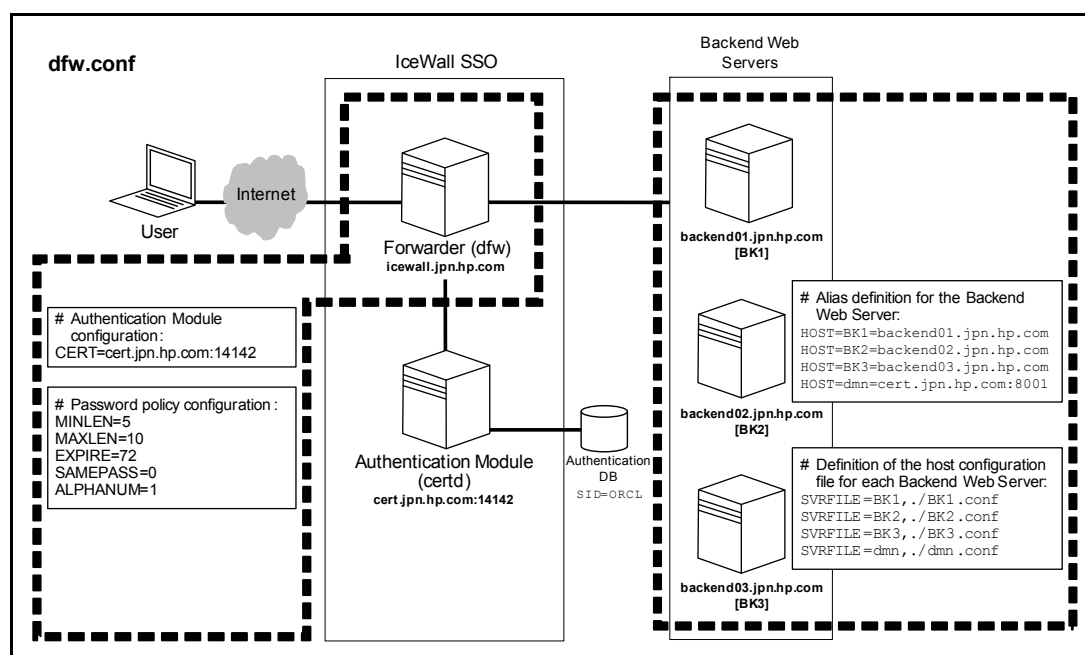 dfw.conf
IceWall SSO
Backend Web
Servers
Internet
User
Forwarder (dfw)
icewall.jpn.hp.com
backend01.jpn.hp.com
[BK1]
# Authentication Module
configuration :
CERT=cert.jpn.hp.com:14142
# Password policy configuration :
MINLEN=5
MAXLEN=10
EXPIRE=72
SAMEPASS=0
ALPHANUM=1
Authentication Module
(certd)
cert.jpn.hp.com:14142
Authentication
DB
SID=ORCL
# Alias definition for the Backend
Web Server:
HOST=BK1=backend01.jpn.hp.com
HOST=BK2=backend02.jpn.hp.com
HOST=BK3=backend03.jpn.hp.com
HOST=dmn=cert.jpn.hp.com:8001
backend02.jpn.hp.com
[BK2]
# Definition of the host configuration
file for each Backend Web Server:
SVRFILE=BK1,./BK1.conf
SVRFILE=BK2,./BK2.conf
SVRFILE=BK3,./BK3.conf
SVRFILE=dmn,./dmn.conf
backend03.jpn.hp.com
[BK3]